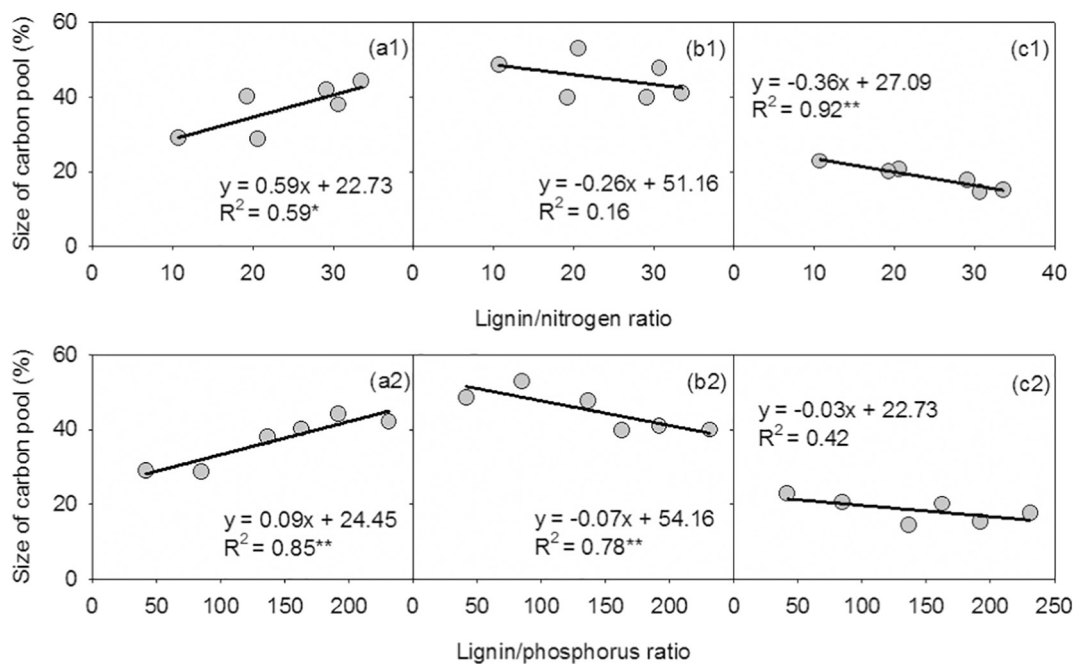 60
(a1)
(b1)
(c1)
Size of carbon pool (%)
40
y = -0.36x + 27.09
R² = 0.92**
20
y = 0.59x + 22.73
R² = 0.59*
y = -0.26x + 51.16
R² = 0.16
0
0 10 20 30 0 10 20 30 0 10 20 30 40
Lignin/nitrogen ratio
60
(a2)
(b2)
(c2)
Size of carbon pool (%)
40
y = -0.03x + 22.73
R² = 0.42
20
y = 0.09x + 24.45
R² = 0.85**
y = -0.07x + 54.16
R² = 0.78**
0
0 50 100 150 200 0 50 100 150 200 0 50 100 150 200 250
Lignin/phosphorus ratio